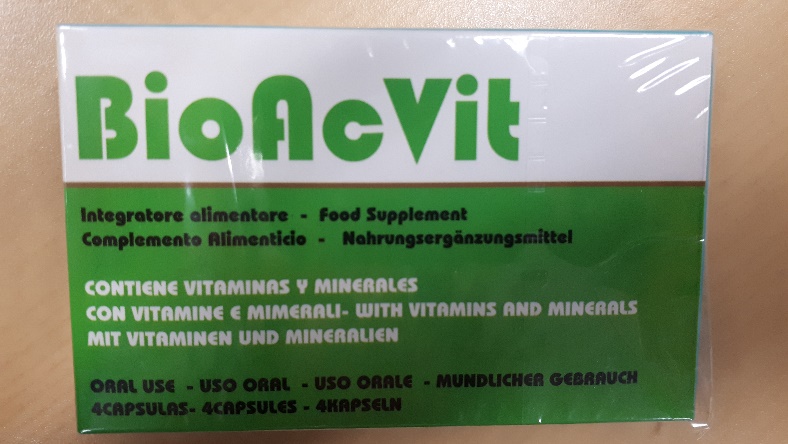 BioAcVit
Integratore alimentare - Food Supplement
Complemento Alimenticio - Nahrungsergänzungsmittel
CONTIENE VITAMINAS Y MINERALES
CON VITAMINE E MIMERALI- WITH VITAMINS AND MINERALS
MIT VITAMINEN UND MINERALIEN
ORAL USE - USO ORAL - USO ORALE - MUNDLICHER GEBRAUCH
4CAPSULAS- 4CAPSULES - 4KAPSELN